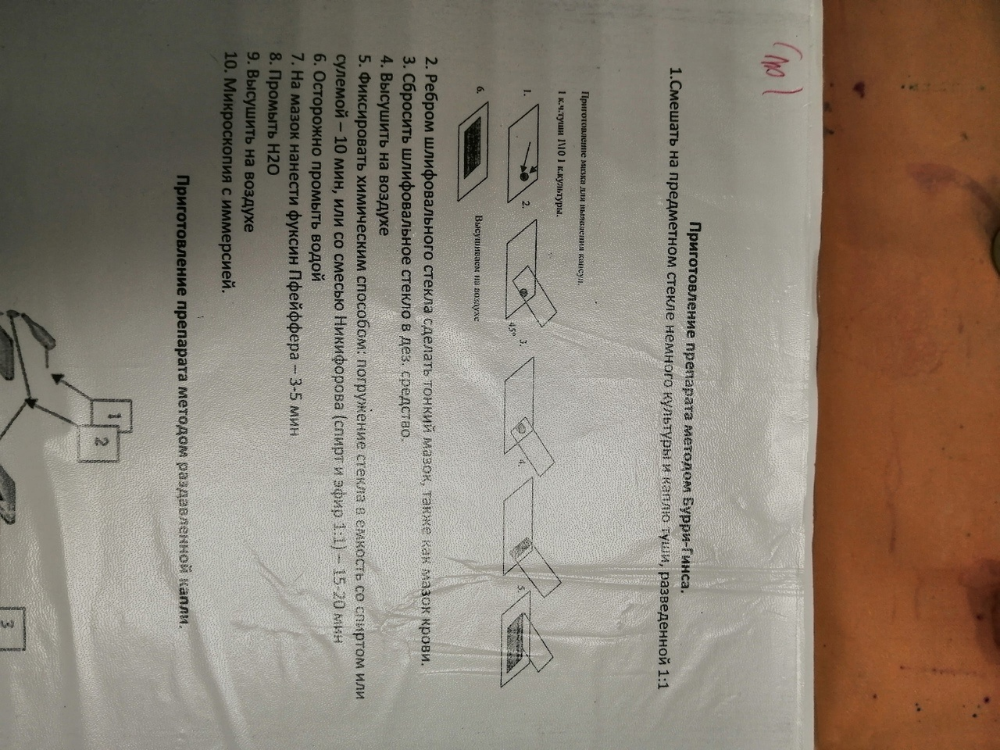 Приготовление препарата методом Бурри-Гинса.
1.Смешать на предметном стекле немного культуры и каплю туши, разведенной 1:1
Приготовление мазка для выявления капсул.
1 к.ч.туши 1\10 1 к.культуры.
1. 2. 45° 3. 4. 5.
6. Высушиваем на воздухе
2. Ребром шлифовального стекла сделать тонкий мазок, также как мазок крови.
3. Сбросить шлифовальное стекло в дез. средство.
4. Высушить на воздухе
5. Фиксировать химическим способом: погружение стекла в емкость со спиртом или
сулемой – 10 мин, или со смесью Никифорова (спирт и эфир 1:1) – 15-20 мин
6. Осторожно промыть водой
7. На мазок нанести фуксин Пфейффера – 3-5 мин
8. Промыть H2O
9. Высушить на воздухе
10. Микроскопия с иммерсией.
Приготовление препарата методом раздавленной капли.
1
2
3